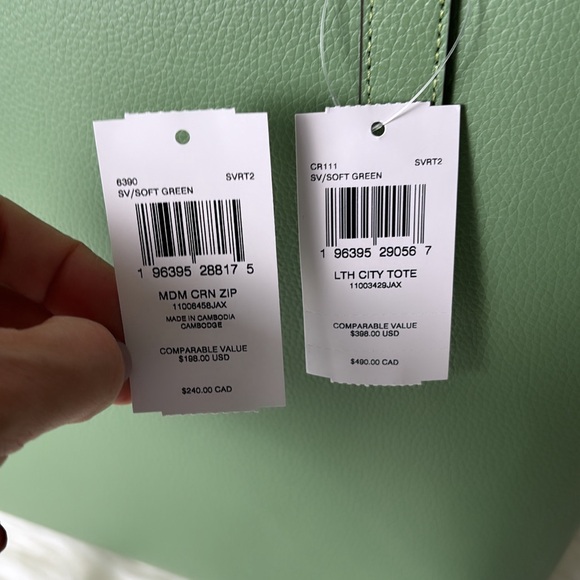 6390 SVRT2
SV/SOFT GREEN
1 96395 28817 5
MDM CRN ZIP
11006456JAX
MADE IN CAMBODIA
CAMBODGE
COMPARABLE VALUE
$198.00 USD
$240.00 CAD
CR111 SVRT2
SV/SOFT GREEN
1 96395 29056 7
LTH CITY TOTE
11003429JAX
COMPARABLE VALUE
$398.00 USD
$490.00 CAD